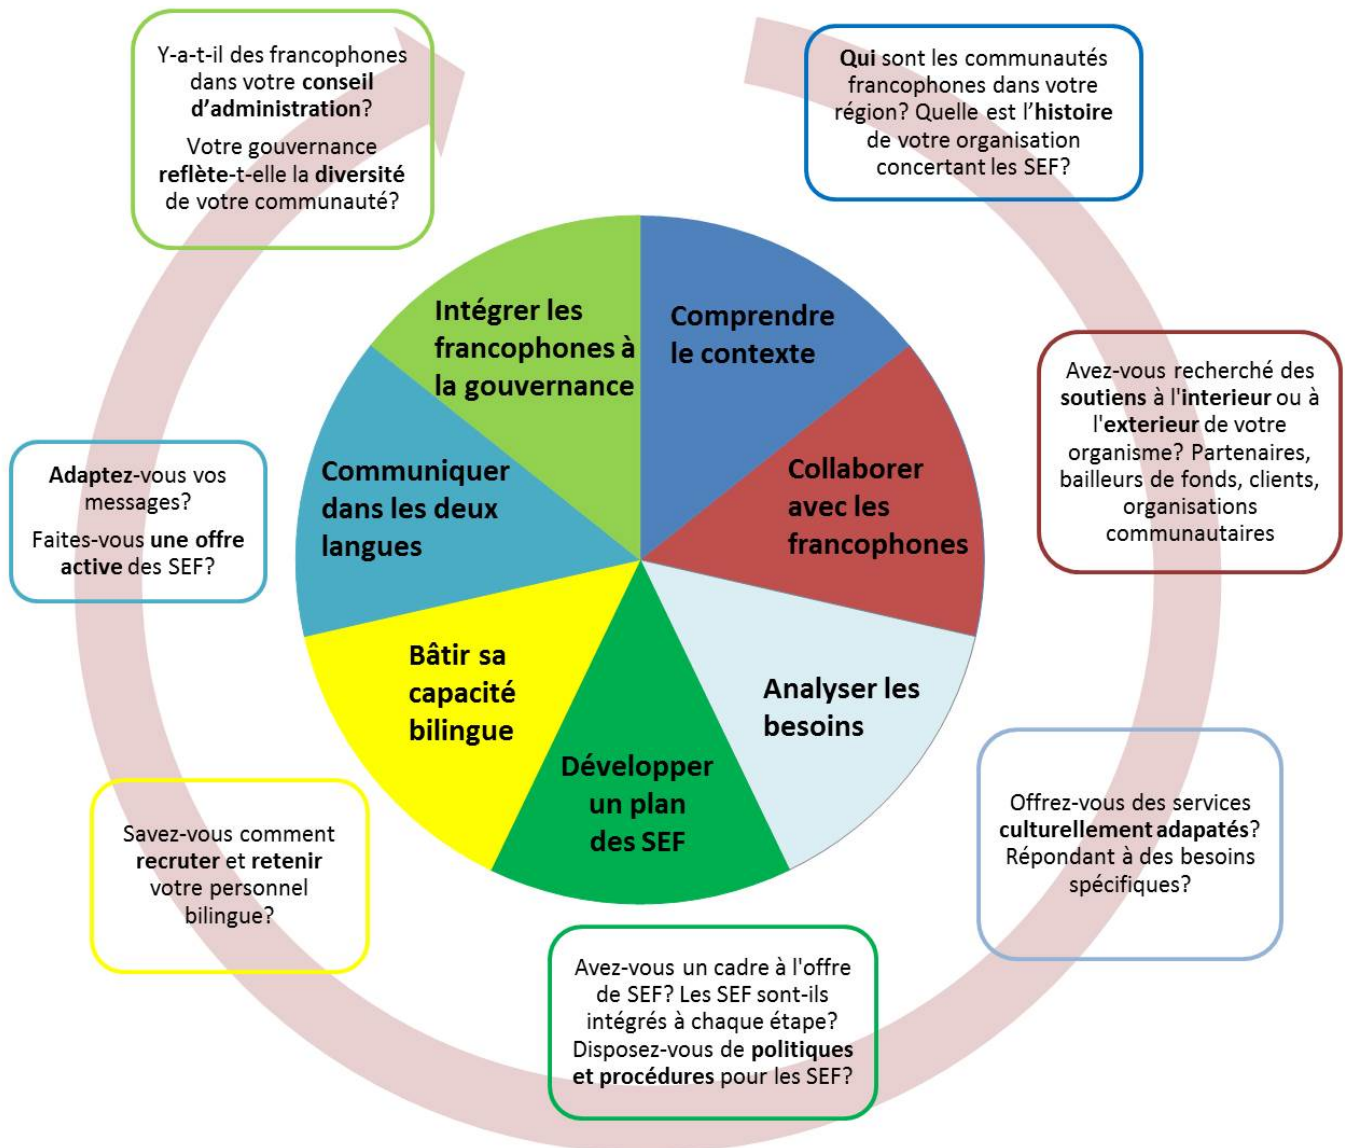 Y-a-t-il des francophones
dans votre conseil
d'administration?
Votre gouvernance
reflète-t-elle la diversité
de votre communauté?
Qui sont les communautés
francophones dans votre
région? Quelle est l'histoire
de votre organisation
concertant les SEF?
Intégrer les
francophones à
la gouvernance
Comprendre
le contexte
Avez-vous recherché des
soutiens à l'interieur ou à
l'exterieur de votre
organisme? Partenaires,
bailleurs de fonds, clients,
organisations
communautaires
Adaptez-vous vos
messages?
Faites-vous une offre
active des SEF?
Communiquer
dans les deux
langues
Collaborer
avec les
francophones
Bâtir sa
capacité
bilingue
Analyser les
besoins
Développer
un plan
des SEF
Savez-vous comment
recruter et retenir
votre personnel
bilingue?
Offrez-vous des services
culturellement adapatés?
Répondant à des besoins
spécifiques?
Avez-vous un cadre à l'offre
de SEF? Les SEF sont-ils
intégrés à chaque étape?
Disposez-vous de politiques
et procédures pour les SEF?